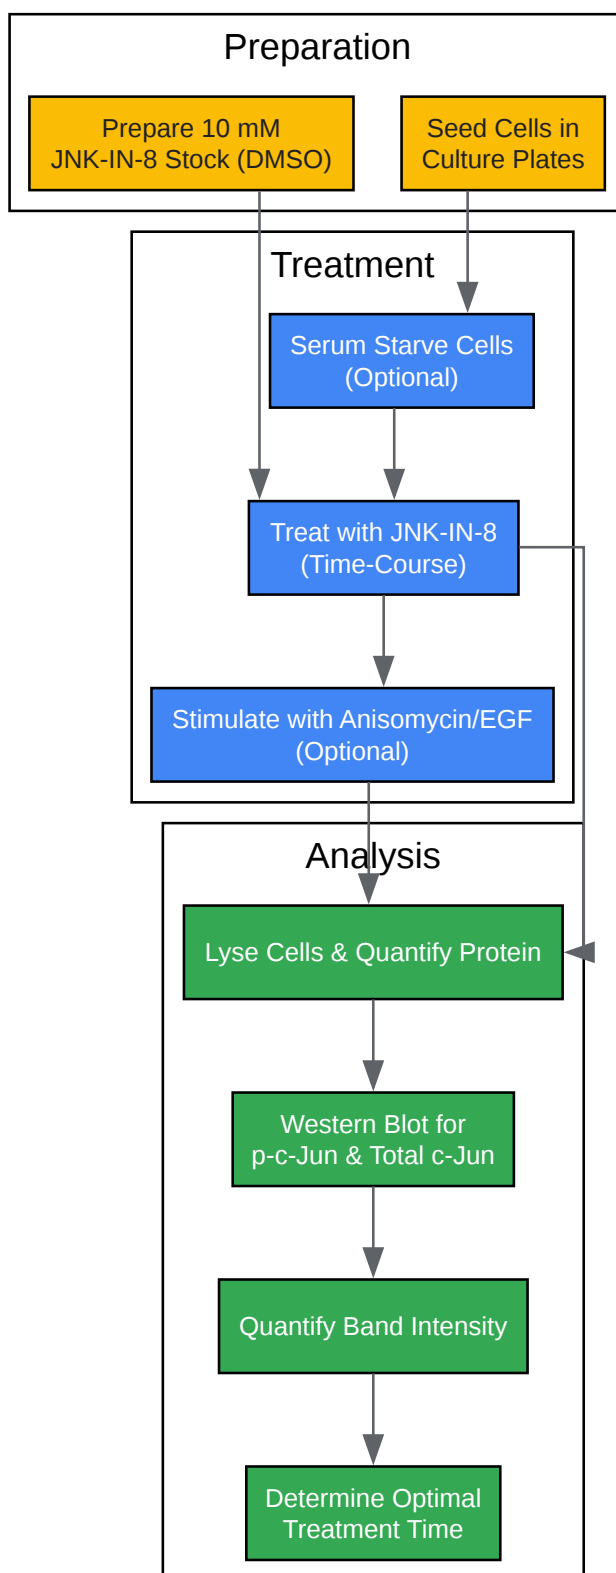 Preparation
Prepare 10 mM
JNK-IN-8 Stock (DMSO)
Seed Cells in
Culture Plates
Treatment
Serum Starve Cells
(Optional)
Treat with JNK-IN-8
(Time-Course)
Stimulate with Anisomycin/EGF
(Optional)
Analysis
Lyse Cells & Quantify Protein
Western Blot for
p-c-Jun & Total c-Jun
Quantify Band Intensity
Determine Optimal
Treatment Time